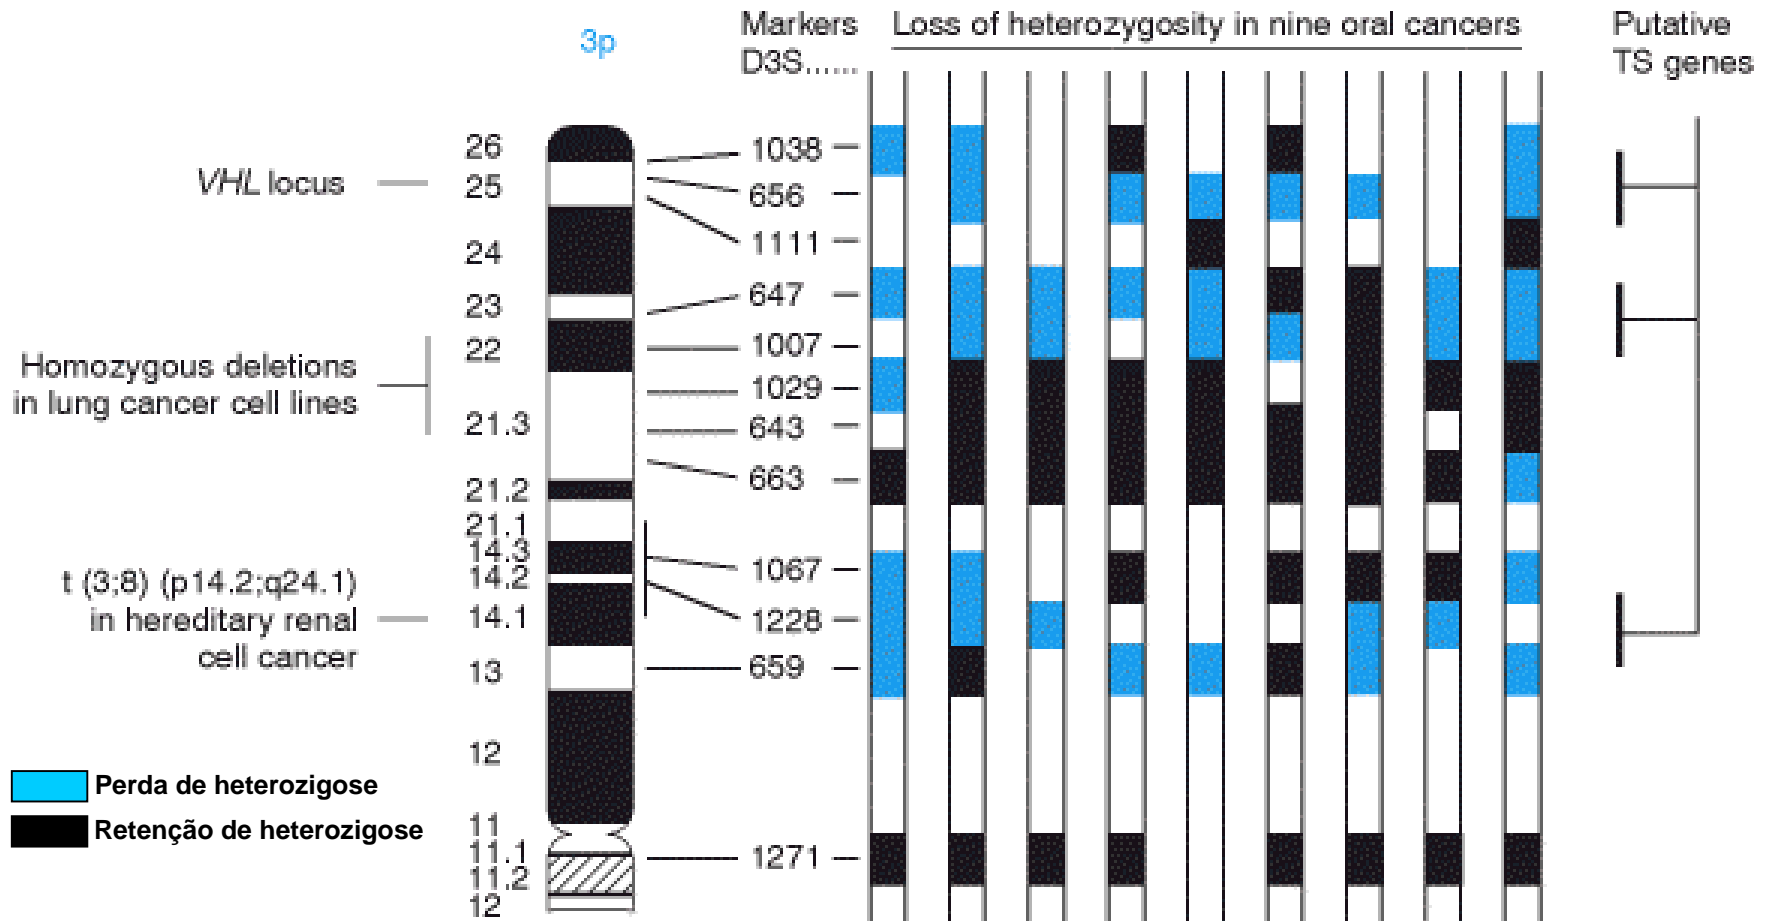 3p
Markers
D3S......
Loss of heterozygosity in nine oral cancers
Putative
TS genes
26
25
24
23
22
21.3
21.2
21.1
14.3
14.2
14.1
13
12
11
11.1
11.2
12
VHL locus
Homozygous deletions
in lung cancer cell lines
t (3;8) (p14.2;q24.1)
in hereditary renal
cell cancer
1038
656
1111
647
1007
1029
643
663
1067
1228
659
1271
Perda de heterozigose
Retenção de heterozigose